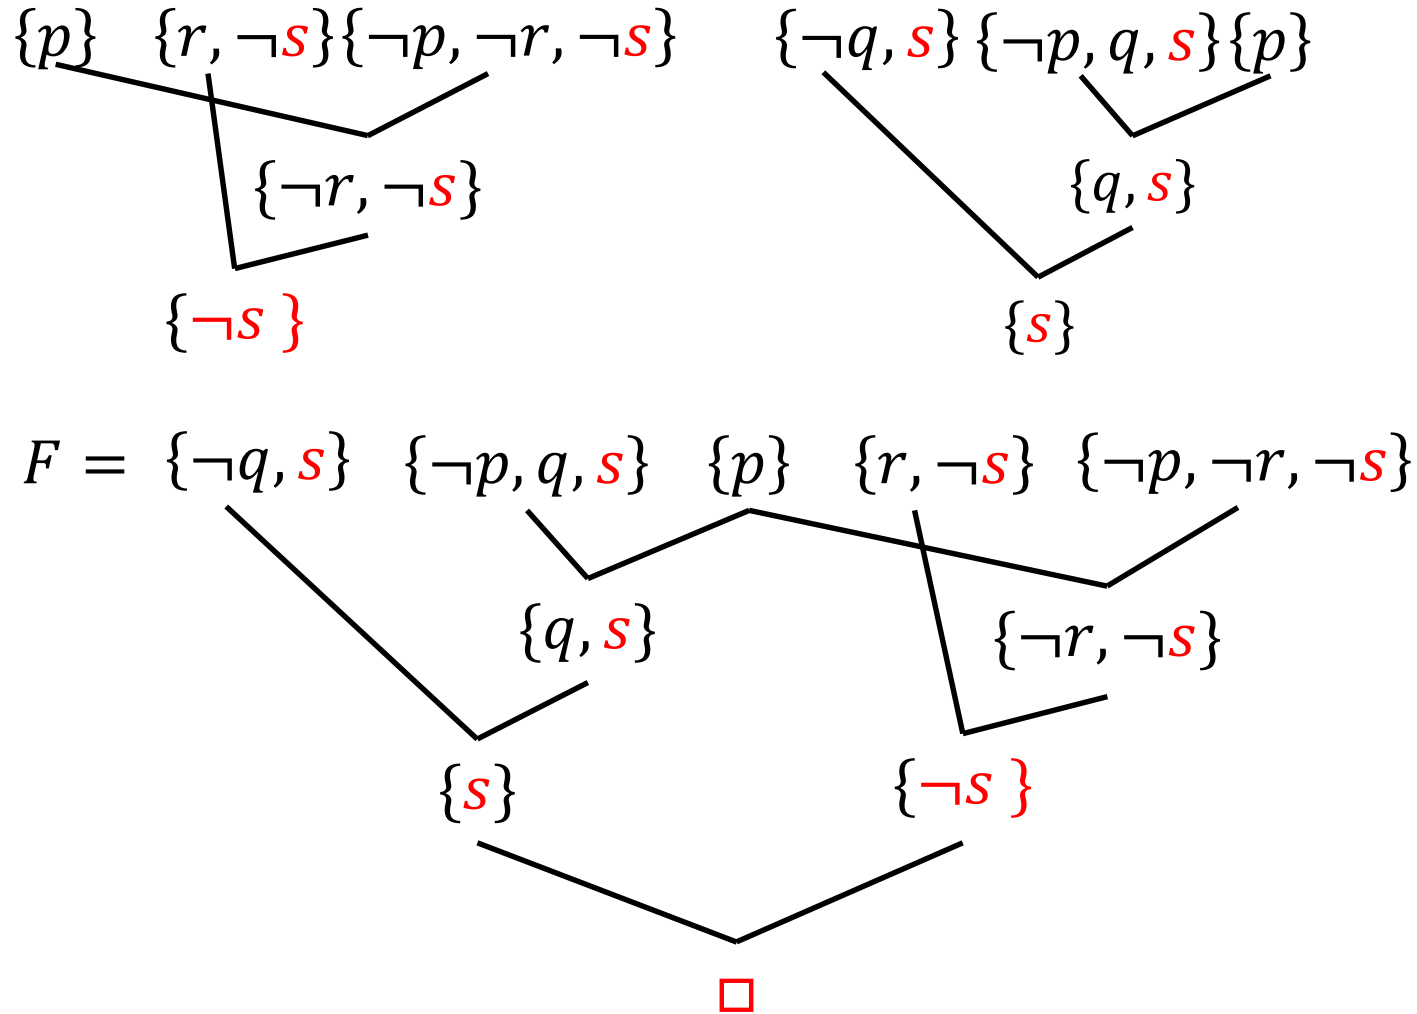 {p} {r, ¬s}{¬p, ¬r, ¬s} {¬q, s} {¬p, q, s}{p}
{¬r, ¬s} {q, s}
{¬s } {s}
F = {¬q, s} {¬p, q, s} {p} {r, ¬s} {¬p, ¬r, ¬s}
{q, s} {¬r, ¬s}
{s} {¬s }
□